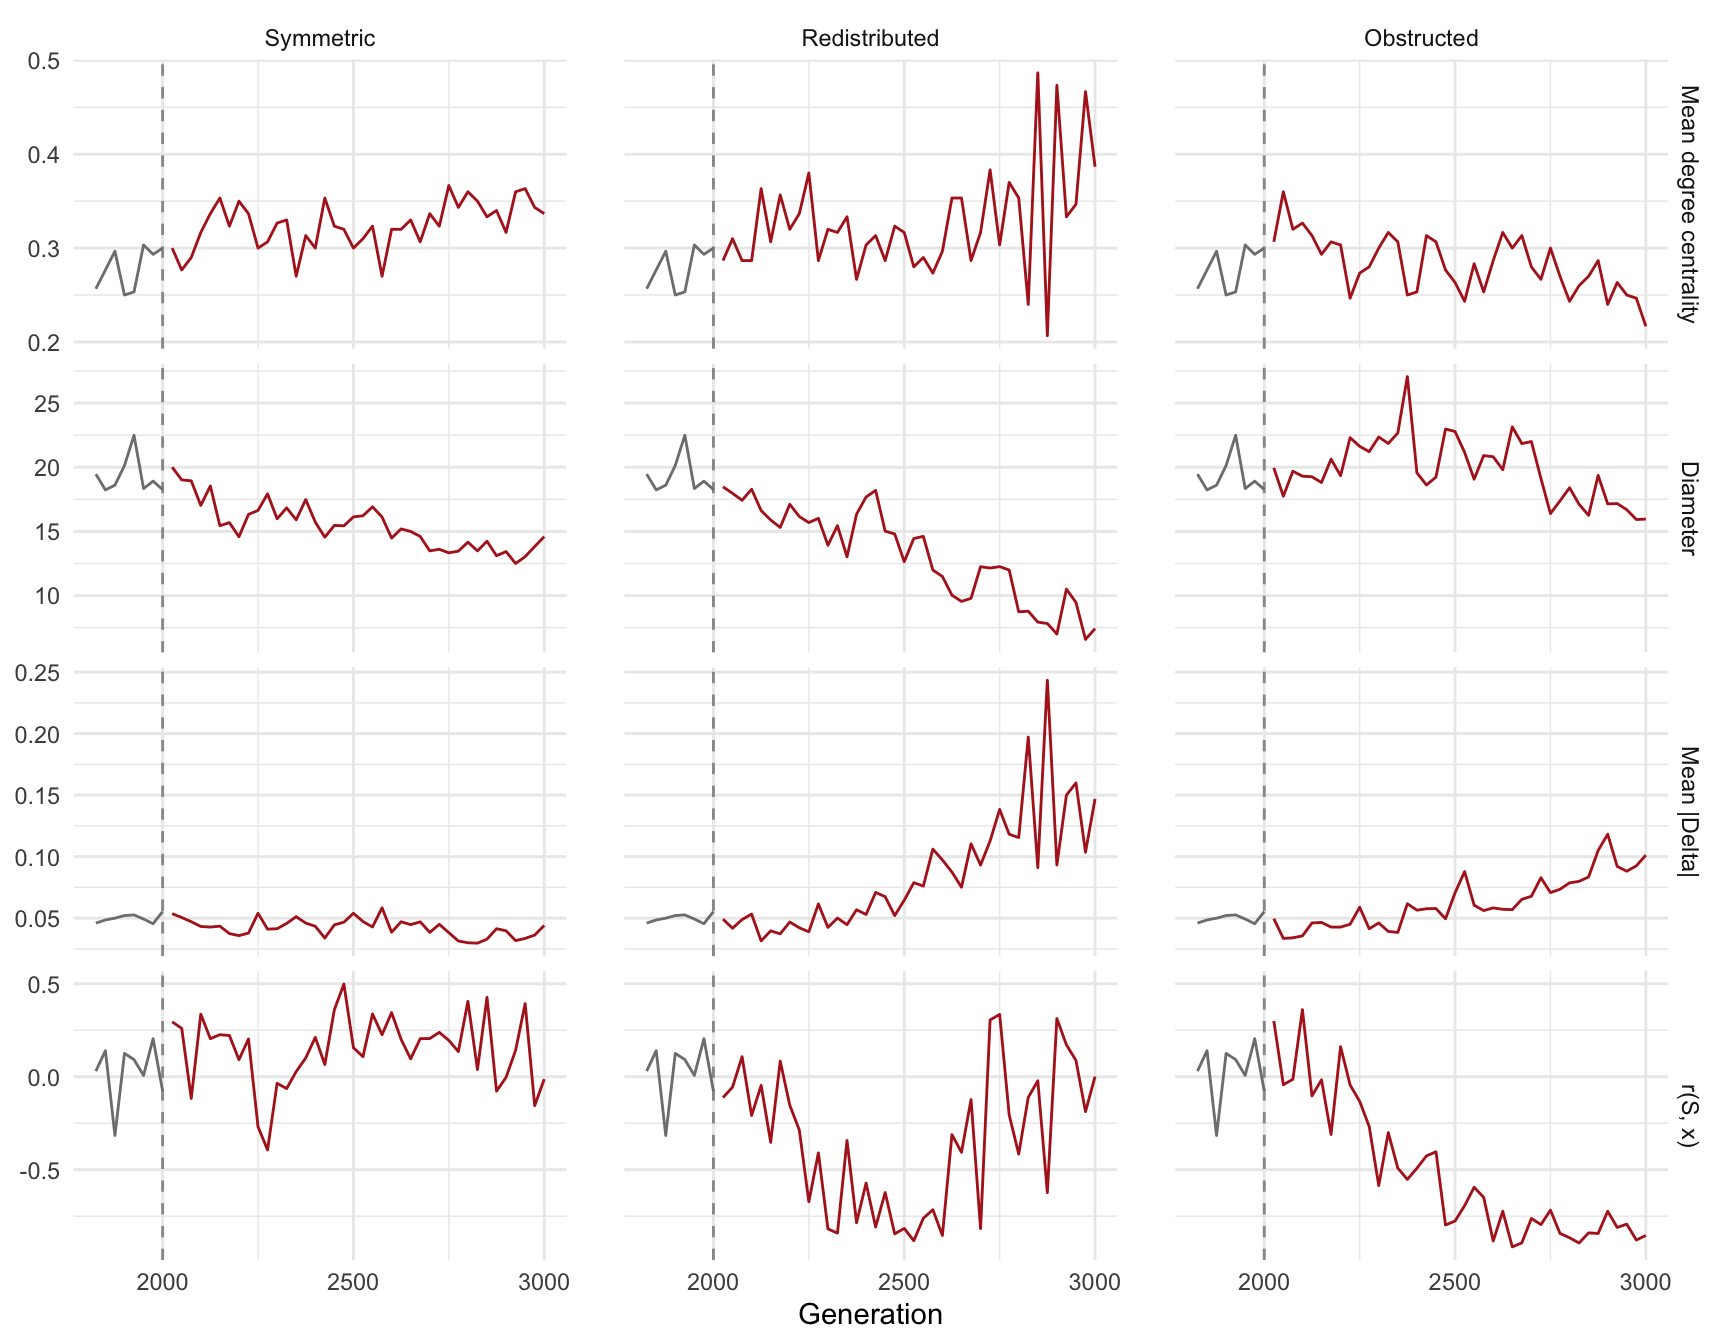 Symmetric
Redistributed
Obstructed
0.5
0.4
0.3
0.2
Mean degree centrality
25
20
15
10
Diameter
0.25
0.20
0.15
0.10
0.05
Mean |Delta|
0.5
0.0
-0.5
r(S, x)
2000 2500 3000
2000 2500 3000
2000 2500 3000
Generation